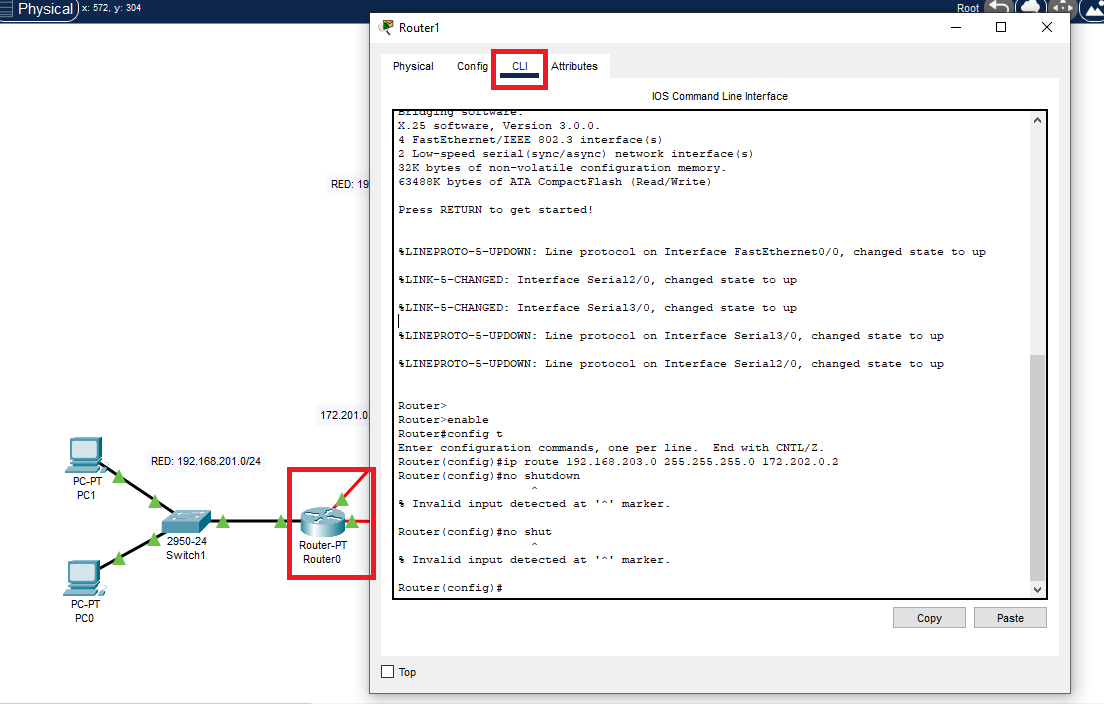 Physical x: 572, y: 304
Root
Router1
Physical Config CLI Attributes
IOS Command Line Interface
Bridging software.
X.25 software, Version 3.0.0.
4 FastEthernet/IEEE 802.3 interface(s)
2 Low-speed serial(sync/async) network interface(s)
32K bytes of non-volatile configuration memory.
63488K bytes of ATA CompactFlash (Read/Write)
Press RETURN to get started!
%LINEPROTO-5-UPDOWN: Line protocol on Interface FastEthernet0/0, changed state to up
%LINK-5-CHANGED: Interface Serial2/0, changed state to up
%LINK-5-CHANGED: Interface Serial3/0, changed state to up
%LINEPROTO-5-UPDOWN: Line protocol on Interface Serial3/0, changed state to up
%LINEPROTO-5-UPDOWN: Line protocol on Interface Serial2/0, changed state to up
Router>
Router>enable
Router#config t
Enter configuration commands, one per line. End with CNTL/Z.
Router(config)#ip route 192.168.203.0 255.255.255.0 172.202.0.2
Router(config)#no shutdown
^
% Invalid input detected at '^' marker.
Router(config)#no shut
^
% Invalid input detected at '^' marker.
Router(config)#
Copy Paste
Top
RED: 19
172.201.0.
RED: 192.168.201.0/24
PC-PT
PC1
2950-24
Switch1
Router-PT
Router0
PC-PT
PC0